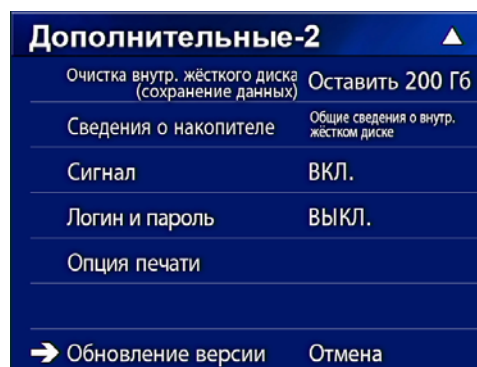 Дополнительные-2
Очистка внутр. жёсткого диска
(сохранение данных)
Оставить 200 Гб
Сведения о накопителе
Общие сведения о внутр.
жёстком диске
Сигнал ВКЛ.
Логин и пароль ВЫКЛ.
Опция печати
Обновление версии Отмена